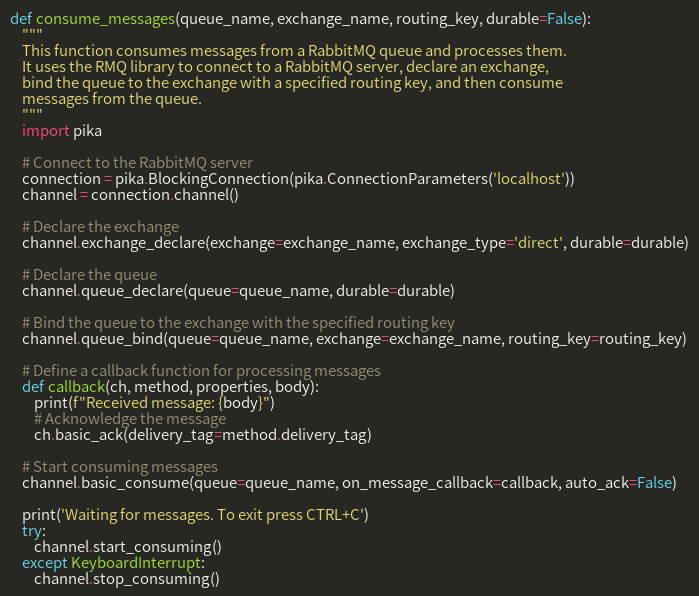 def consume_messages(queue_name, exchange_name, routing_key, durable=False):
"""
This function consumes messages from a RabbitMQ queue and processes them.
It uses the RMQ library to connect to a RabbitMQ server, declare an exchange,
bind the queue to the exchange with a specified routing key, and then consume
messages from the queue.
"""
import pika
# Connect to the RabbitMQ server
connection = pika.BlockingConnection(pika.ConnectionParameters('localhost'))
channel = connection.channel()
# Declare the exchange
channel.exchange_declare(exchange=exchange_name, exchange_type='direct', durable=durable)
# Declare the queue
channel.queue_declare(queue=queue_name, durable=durable)
# Bind the queue to the exchange with the specified routing key
channel.queue_bind(queue=queue_name, exchange=exchange_name, routing_key=routing_key)
# Define a callback function for processing messages
def callback(ch, method, properties, body):
print(f"Received message: {body}")
# Acknowledge the message
ch.basic_ack(delivery_tag=method.delivery_tag)
# Start consuming messages
channel.basic_consume(queue=queue_name, on_message_callback=callback, auto_ack=False)
print('Waiting for messages. To exit press CTRL+C')
try:
channel.start_consuming()
except KeyboardInterrupt:
channel.stop_consuming()